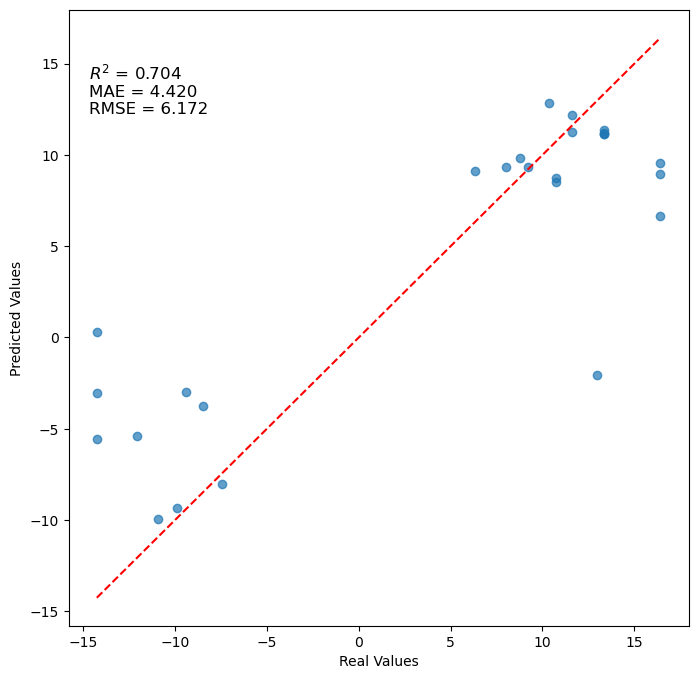 R² = 0.704
MAE = 4.420
RMSE = 6.172
Predicted Values
15
10
5
0
−5
−10
−15
−15 −10 −5 0 5 10 15
Real Values